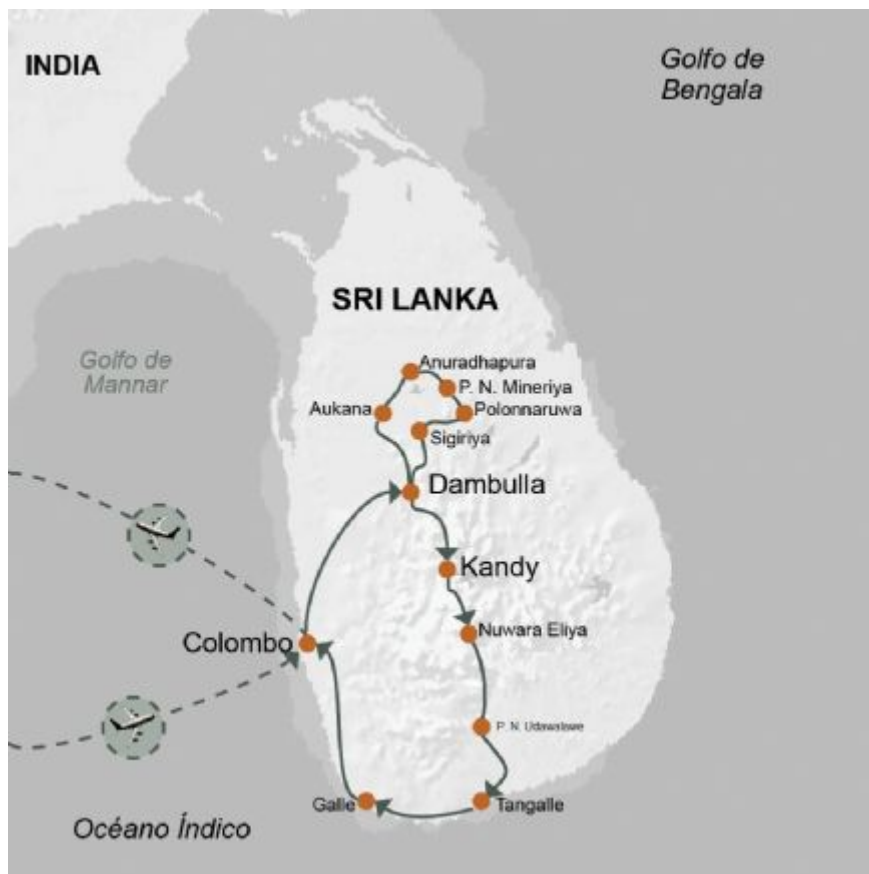 INDIA
Golfo de
Bengala
SRI LANKA
Golfo de
Mannar
Anuradhapura
P. N. Mineriya
Aukana
Polonnaruwa
Sigiriya
Dambulla
Kandy
Nuwara Eliya
Colombo
P. N. Udawalawe
Galle
Tangalle
Océano Índico